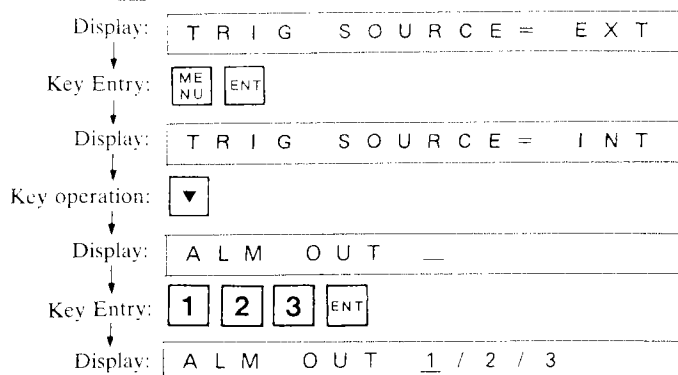 Display: TRIG SOURCE= EXT
Key Entry: MENU ENT
Display: TRIG SOURCE= INT
Key operation: ▼
Display: ALM OUT _
Key Entry: 1 2 3 ENT
Display: ALM OUT 1/2/3